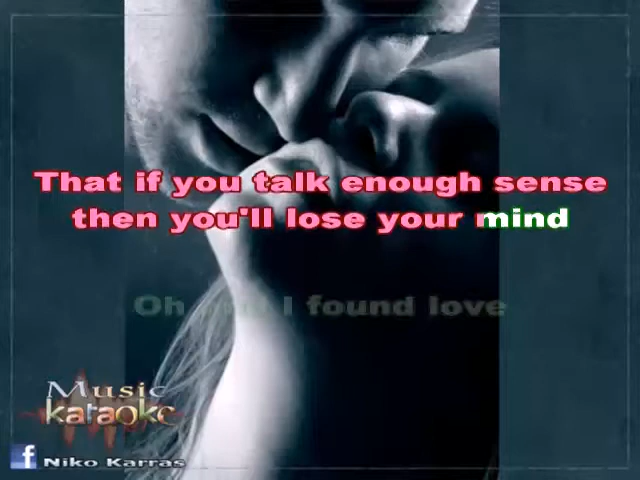 That if you talk enough sense
then you'll lose your mind
Oh I found love
Music
karaoke
f Niko Karras